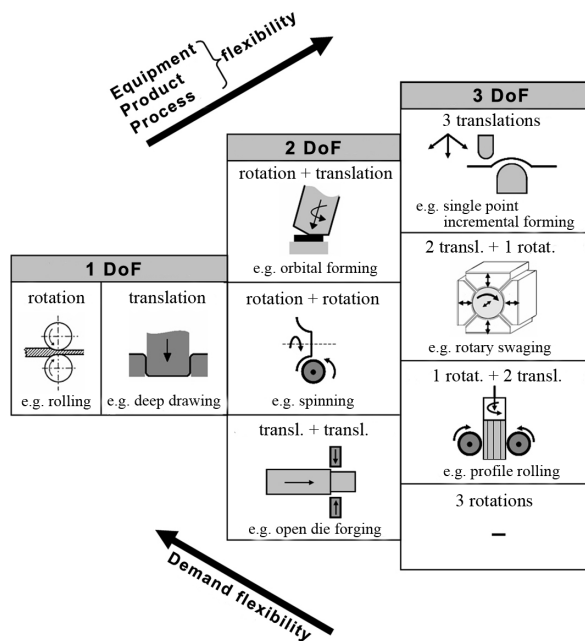 Equipment
Product
Process
flexibility
3 DoF
3 translations
e.g. single point
incremental forming
2 transl. + 1 rotat.
e.g. rotary swaging
1 rotat. + 2 transl.
e.g. profile rolling
3 rotations
–
2 DoF
rotation + translation
e.g. orbital forming
rotation + rotation
e.g. spinning
transl. + transl.
e.g. open die forging
1 DoF
rotation
e.g. rolling
translation
e.g. deep drawing
Demand flexibility